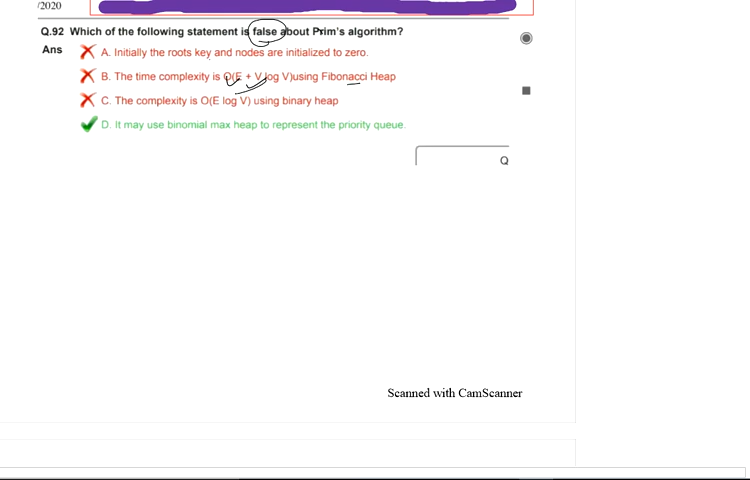 /2020
Q.92 Which of the following statement is false about Prim's algorithm?
Ans A. Initially the roots key and nodes are initialized to zero.
B. The time complexity is O(E + V log V)using Fibonacci Heap
C. The complexity is O(E log V) using binary heap
D. It may use binomial max heap to represent the priority queue.
Q
Scanned with CamScanner